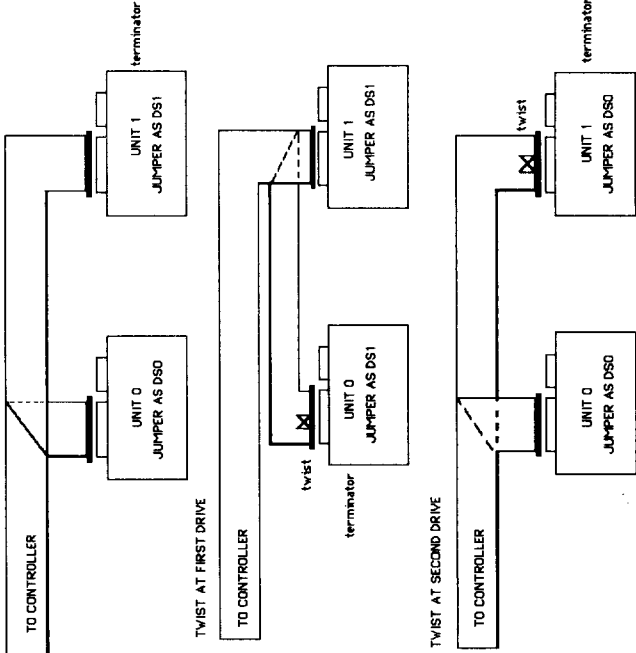 terminator
UNIT 0
JUMPER AS DS0
UNIT 1
JUMPER AS DS1
TO CONTROLLER
TWIST AT FIRST DRIVE
TO CONTROLLER
twist
terminator
UNIT 0
JUMPER AS DS1
UNIT 1
JUMPER AS DS1
TWIST AT SECOND DRIVE
TO CONTROLLER
twist
terminator
UNIT 0
JUMPER AS DS0
UNIT 1
JUMPER AS DS0